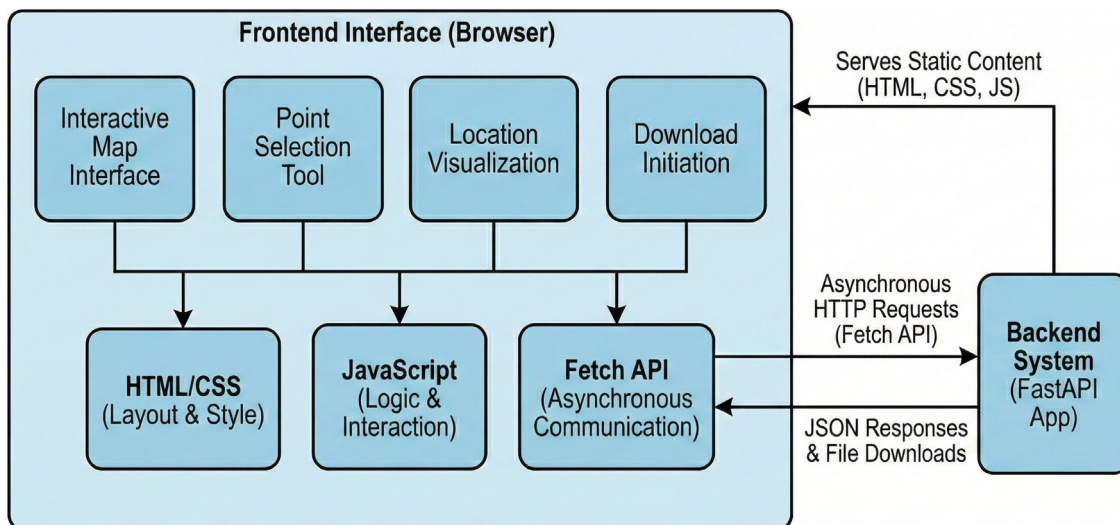 Frontend Interface (Browser)
Serves Static Content
(HTML, CSS, JS)
Interactive
Map
Interface
Point
Selection
Tool
Location
Visualization
Download
Initiation
Asynchronous
HTTP Requests
(Fetch API)
HTML/CSS
(Layout & Style)
JavaScript
(Logic &
Interaction)
Fetch API
(Asynchronous
Communication)
Backend
System
(FastAPI
App)
JSON Responses
& File Downloads